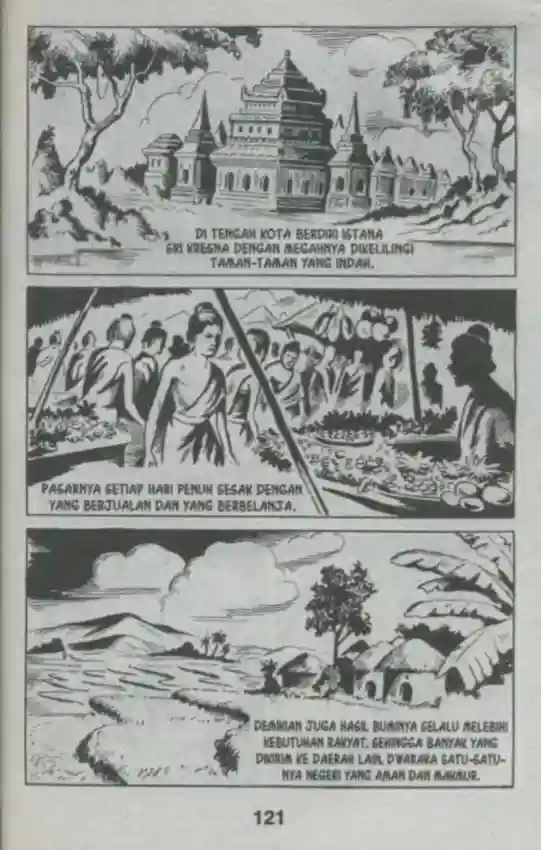 DI TENGAH KOTA BERDIRI ISTANA
SRI KRESNA DENGAN MEGAHNYA DIKELILINGI
TAMAN-TAMAN YANG INDAH.
PASARNYA SETIAP HARI PENUH SESAK DENGAN
YANG BERJUALAN DAN YANG BERBELANJA.
DEMIKIAN JUGA HASIL BUMINYA SELALU MELEBIHI
KEBUTUHAN RAKYAT, SEHINGGA BANYAK YANG
DIKIRIM KE DAERAH LAIN. DWARAKA SATU-SATU-
NYA NEGERI YANG AMAN DAN MAKMUR.
121